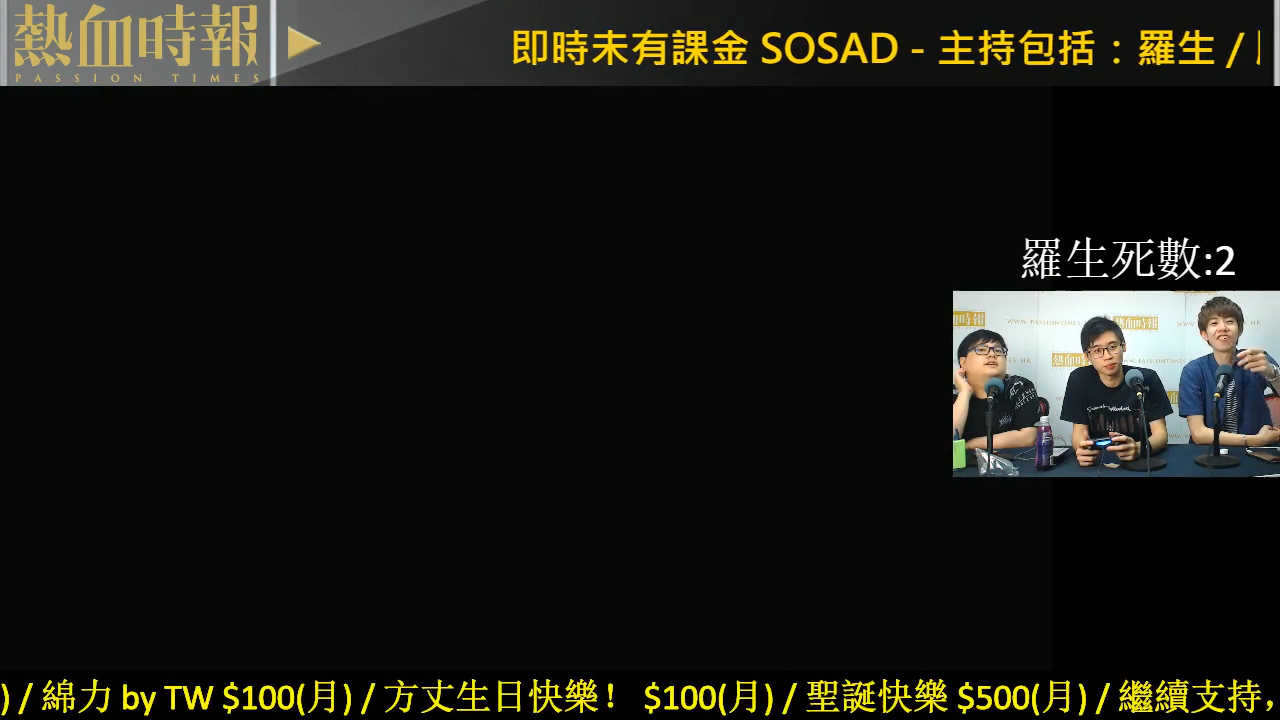 熱血時報
PASSION TIMES
即時未有課金 SOSAD - 主持包括：羅生 /
羅生死數:2
) / 綿力 by TW $100(月) / 方丈生日快樂！ $100(月) / 聖誕快樂 $500(月) / 繼續支持，